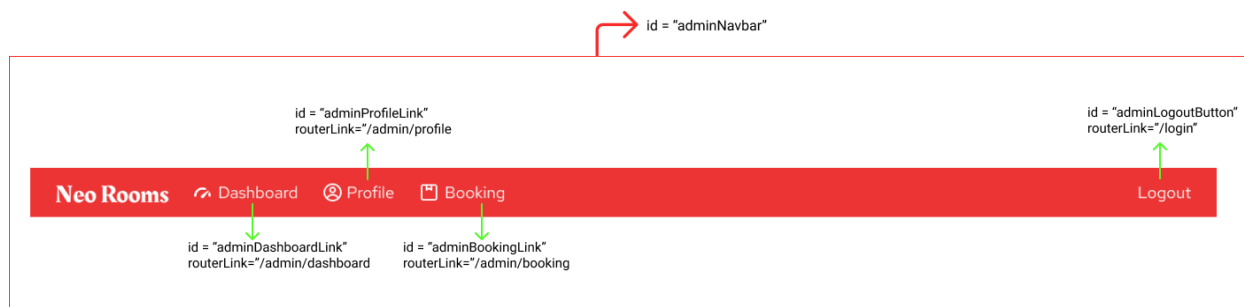 id = “adminNavbar”
id = “adminProfileLink”
routerLink=”/admin/profile
id = “adminLogoutButton”
routerLink=”/login”
Neo Rooms Dashboard Profile Booking Logout
id = “adminDashboardLink”
routerLink=”/admin/dashboard
id = “adminBookingLink”
routerLink=”/admin/booking